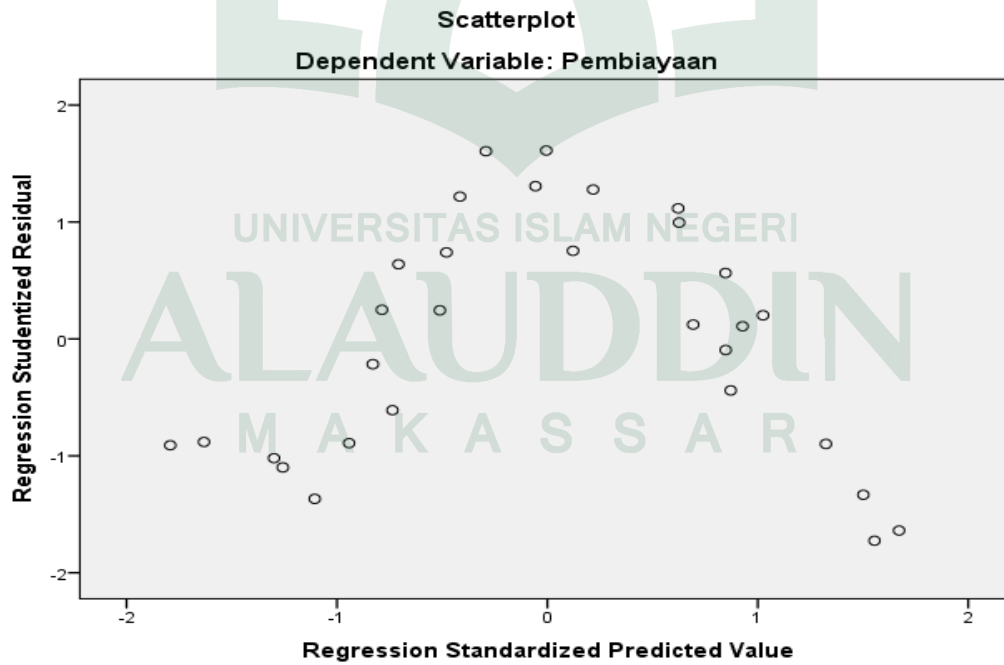 Scatterplot
Dependent Variable: Pembiayaan
Regression Studentized Residual
2
1
0
-1
-2
UNIVERSITAS ISLAM NEGERI
ALAUDDIN
MAKASSAR
-2 -1 0 1 2
Regression Standardized Predicted Value